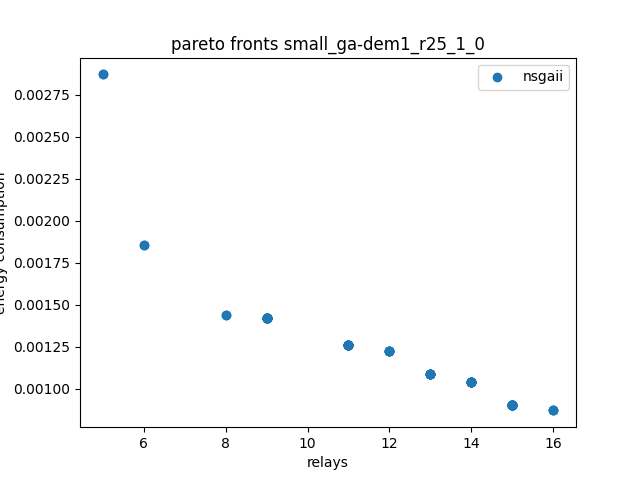 pareto fronts small_ga-dem1_r25_1_0
nsgaii
energy consumption
0.00275
0.00250
0.00225
0.00200
0.00175
0.00150
0.00125
0.00100
6 8 10 12 14 16
relays